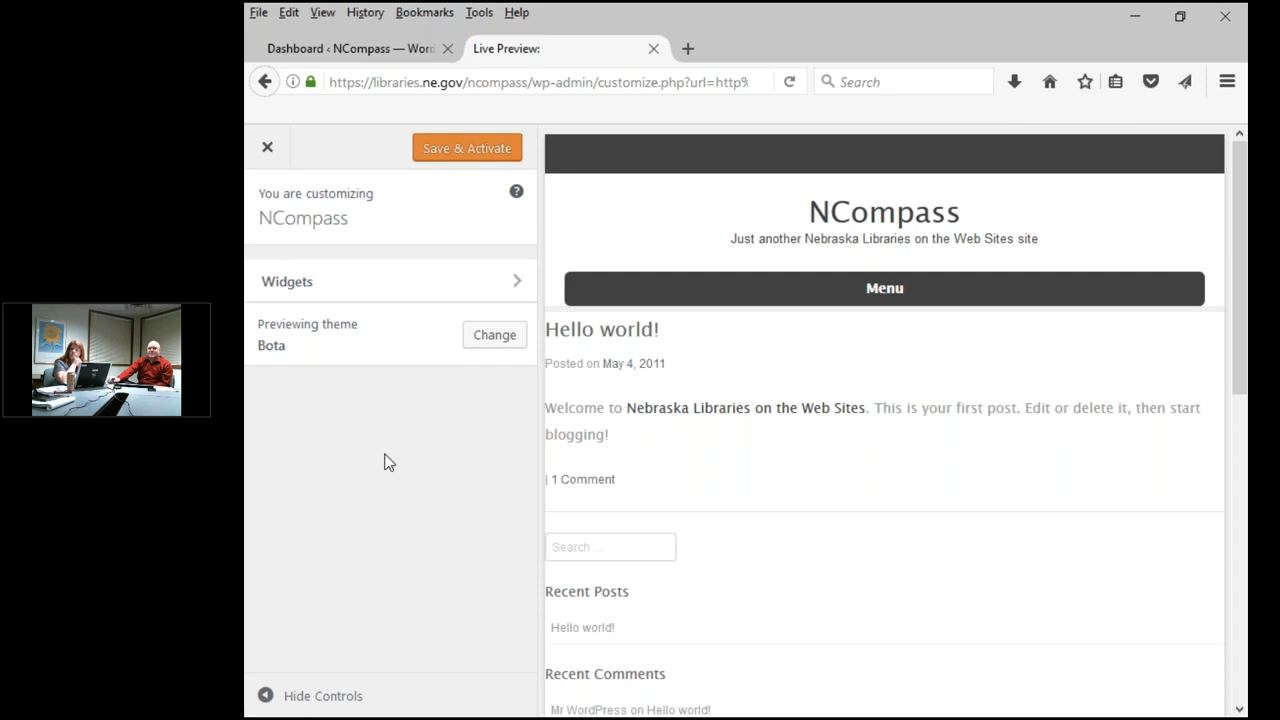 File Edit View History Bookmarks Tools Help
Dashboard ‹ NCompass — Word
Live Preview:
https://libraries.ne.gov/ncompass/wp-admin/customize.php?url=http%
Search
Save & Activate
You are customizing
NCompass
Widgets
Previewing theme
Bota
Change
Hide Controls
NCompass
Just another Nebraska Libraries on the Web Sites site
Menu
Hello world!
Posted on May 4, 2011
Welcome to Nebraska Libraries on the Web Sites. This is your first post. Edit or delete it, then start
blogging!
| 1 Comment
Search ...
Recent Posts
Hello world!
Recent Comments
Mr WordPress on Hello world!